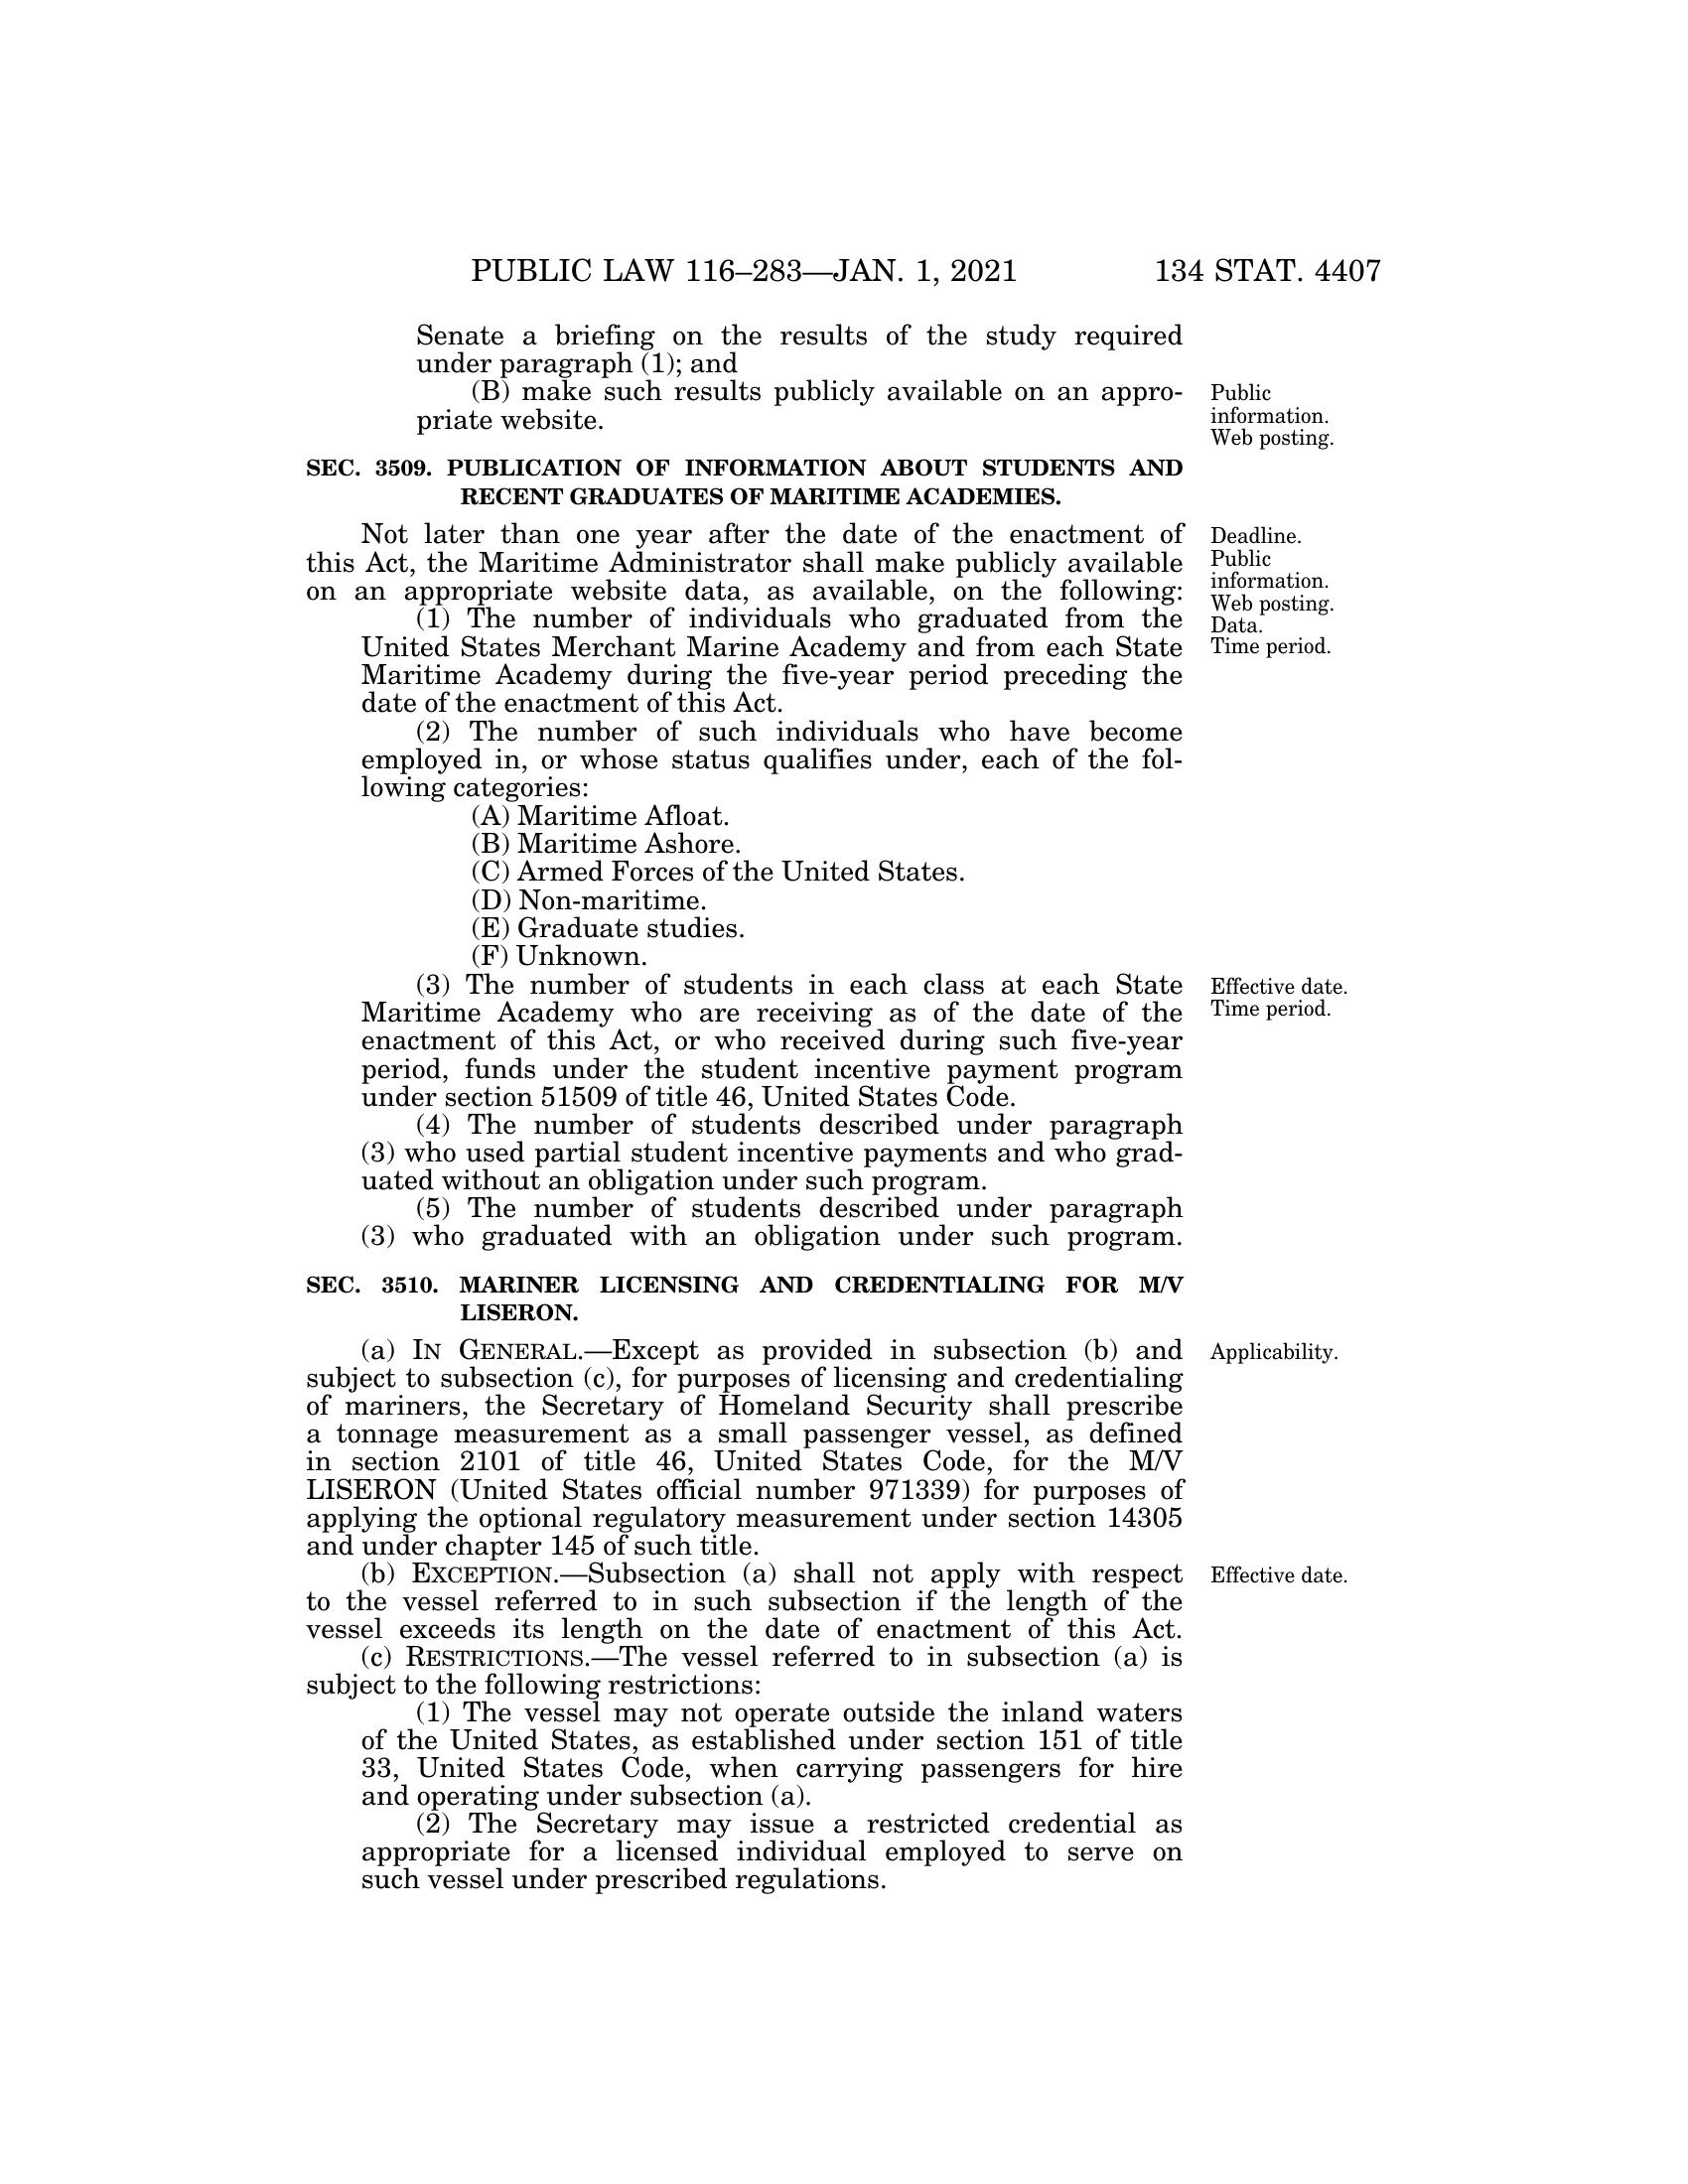 PUBLIC LAW 116–283—JAN. 1, 2021 134 STAT. 4407
Senate a briefing on the results of the study required
under paragraph (1); and
(B) make such results publicly available on an appro-
priate website.
Public
information.
Web posting.
SEC. 3509. PUBLICATION OF INFORMATION ABOUT STUDENTS AND
RECENT GRADUATES OF MARITIME ACADEMIES.
Not later than one year after the date of the enactment of
this Act, the Maritime Administrator shall make publicly available
on an appropriate website data, as available, on the following:
(1) The number of individuals who graduated from the
United States Merchant Marine Academy and from each State
Maritime Academy during the five-year period preceding the
date of the enactment of this Act.
Deadline.
Public
information.
Web posting.
Data.
Time period.
(2) The number of such individuals who have become
employed in, or whose status qualifies under, each of the fol-
lowing categories:
(A) Maritime Afloat.
(B) Maritime Ashore.
(C) Armed Forces of the United States.
(D) Non-maritime.
(E) Graduate studies.
(F) Unknown.
(3) The number of students in each class at each State
Maritime Academy who are receiving as of the date of the
enactment of this Act, or who received during such five-year
period, funds under the student incentive payment program
under section 51509 of title 46, United States Code.
Effective date.
Time period.
(4) The number of students described under paragraph
(3) who used partial student incentive payments and who grad-
uated without an obligation under such program.
(5) The number of students described under paragraph
(3) who graduated with an obligation under such program.
SEC. 3510. MARINER LICENSING AND CREDENTIALING FOR M/V
LISERON.
(a) IN GENERAL.—Except as provided in subsection (b) and
subject to subsection (c), for purposes of licensing and credentialing
of mariners, the Secretary of Homeland Security shall prescribe
a tonnage measurement as a small passenger vessel, as defined
in section 2101 of title 46, United States Code, for the M/V
LISERON (United States official number 971339) for purposes of
applying the optional regulatory measurement under section 14305
and under chapter 145 of such title.
Applicability.
(b) EXCEPTION.—Subsection (a) shall not apply with respect
to the vessel referred to in such subsection if the length of the
vessel exceeds its length on the date of enactment of this Act.
Effective date.
(c) RESTRICTIONS.—The vessel referred to in subsection (a) is
subject to the following restrictions:
(1) The vessel may not operate outside the inland waters
of the United States, as established under section 151 of title
33, United States Code, when carrying passengers for hire
and operating under subsection (a).
(2) The Secretary may issue a restricted credential as
appropriate for a licensed individual employed to serve on
such vessel under prescribed regulations.